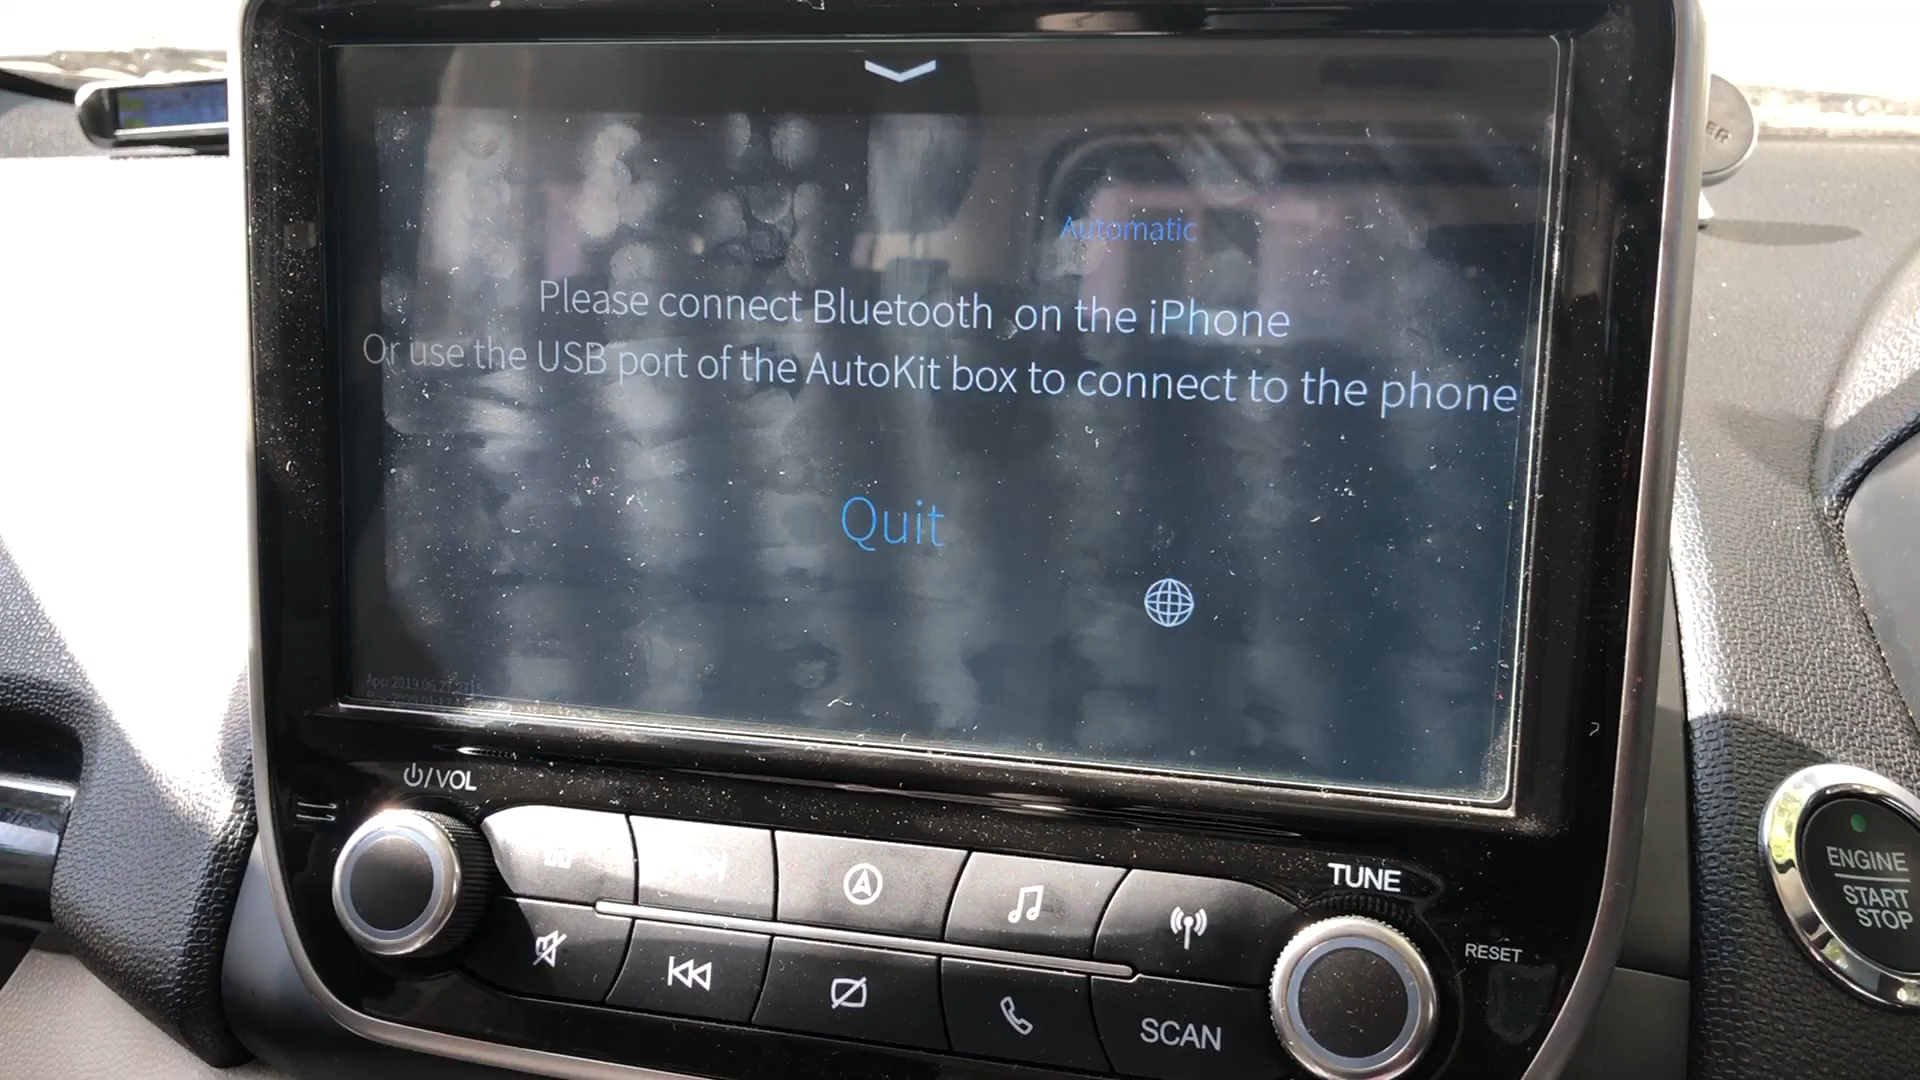 Automatic
Please connect Bluetooth on the iPhone
Or use the USB port of the AutoKit box to connect to the phone
Quit
/VOL
TUNE
RESET
SCAN
ENGINE
START
STOP